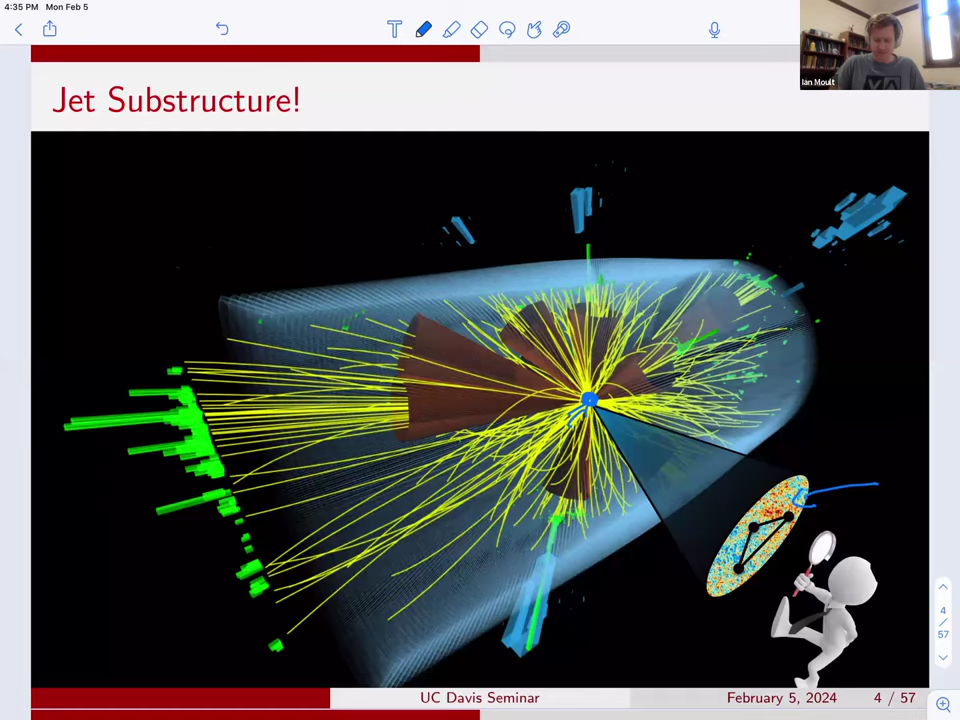 4:35 PM Mon Feb 5
Ian Moult
Jet Substructure!
4
/
57
UC Davis Seminar
February 5, 2024
4 / 57